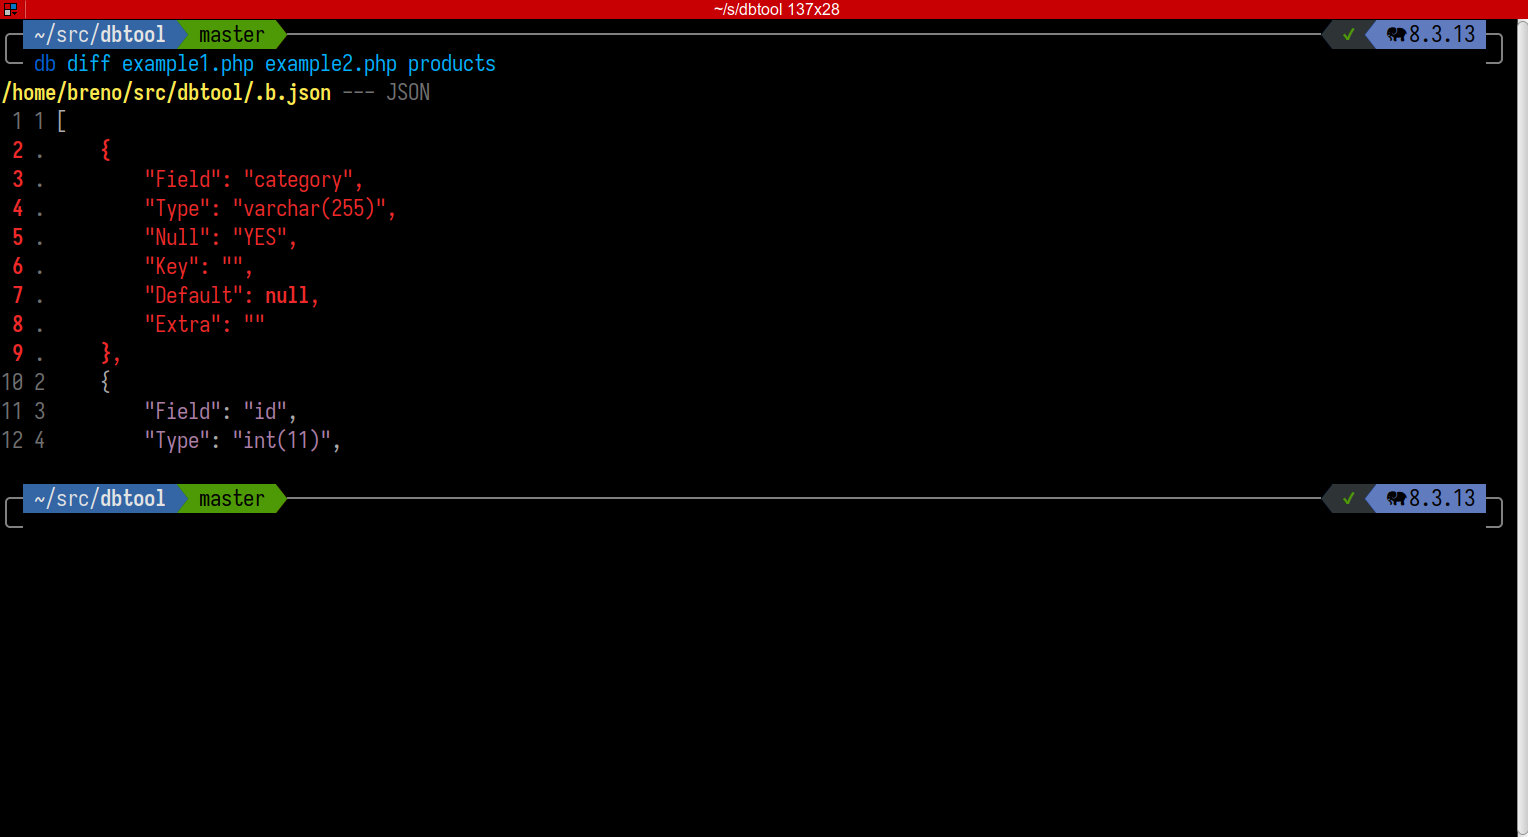 ~/s/dbtool 137x28
~/src/dbtool master ✓ 8.3.13
db diff example1.php example2.php products
/home/breno/src/dbtool/.b.json --- JSON
1 1 [
2 .     {
3 .         "Field": "category",
4 .         "Type": "varchar(255)",
5 .         "Null": "YES",
6 .         "Key": "",
7 .         "Default": null,
8 .         "Extra": ""
9 .     },
10 2     {
11 3         "Field": "id",
12 4         "Type": "int(11)",
~/src/dbtool master ✓ 8.3.13